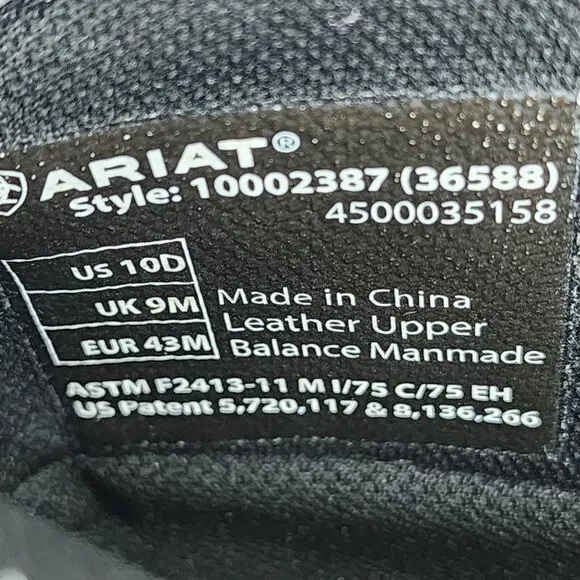 ARIAT®
Style: 10002387 (36588)
4500035158
US 10D
UK 9M
EUR 43M
Made in China
Leather Upper
Balance Manmade
ASTM F2413-11 M I/75 C/75 EH
US Patent 5,720,117 & 8,136,266